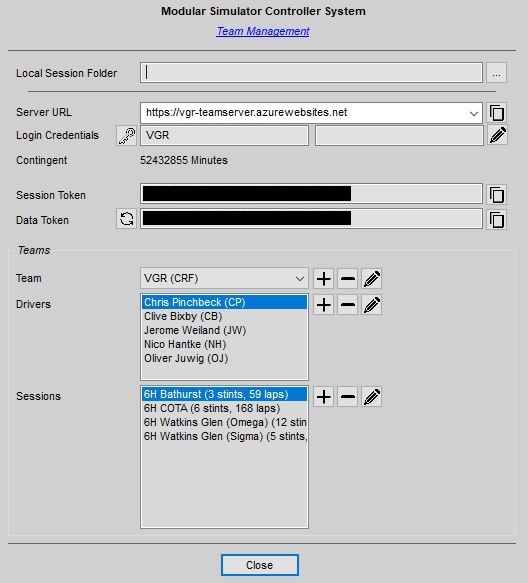 Modular Simulator Controller System
Team Management
Local Session Folder
...
Server URL
https://vgr-teamserver.azurewebsites.net
Login Credentials
VGR
Contingent
52432855 Minutes
Session Token
Data Token
Teams
Team
VGR (CRF)
Drivers
Chris Pinchbeck (CP)
Clive Bixby (CB)
Jerome Weiland (JW)
Nico Hantke (NH)
Oliver Juwig (OJ)
Sessions
6H Bathurst (3 stints, 59 laps)
6H COTA (6 stints, 168 laps)
6H Watkins Glen (Omega) (12 stin
6H Watkins Glen (Sigma) (5 stints,
Close